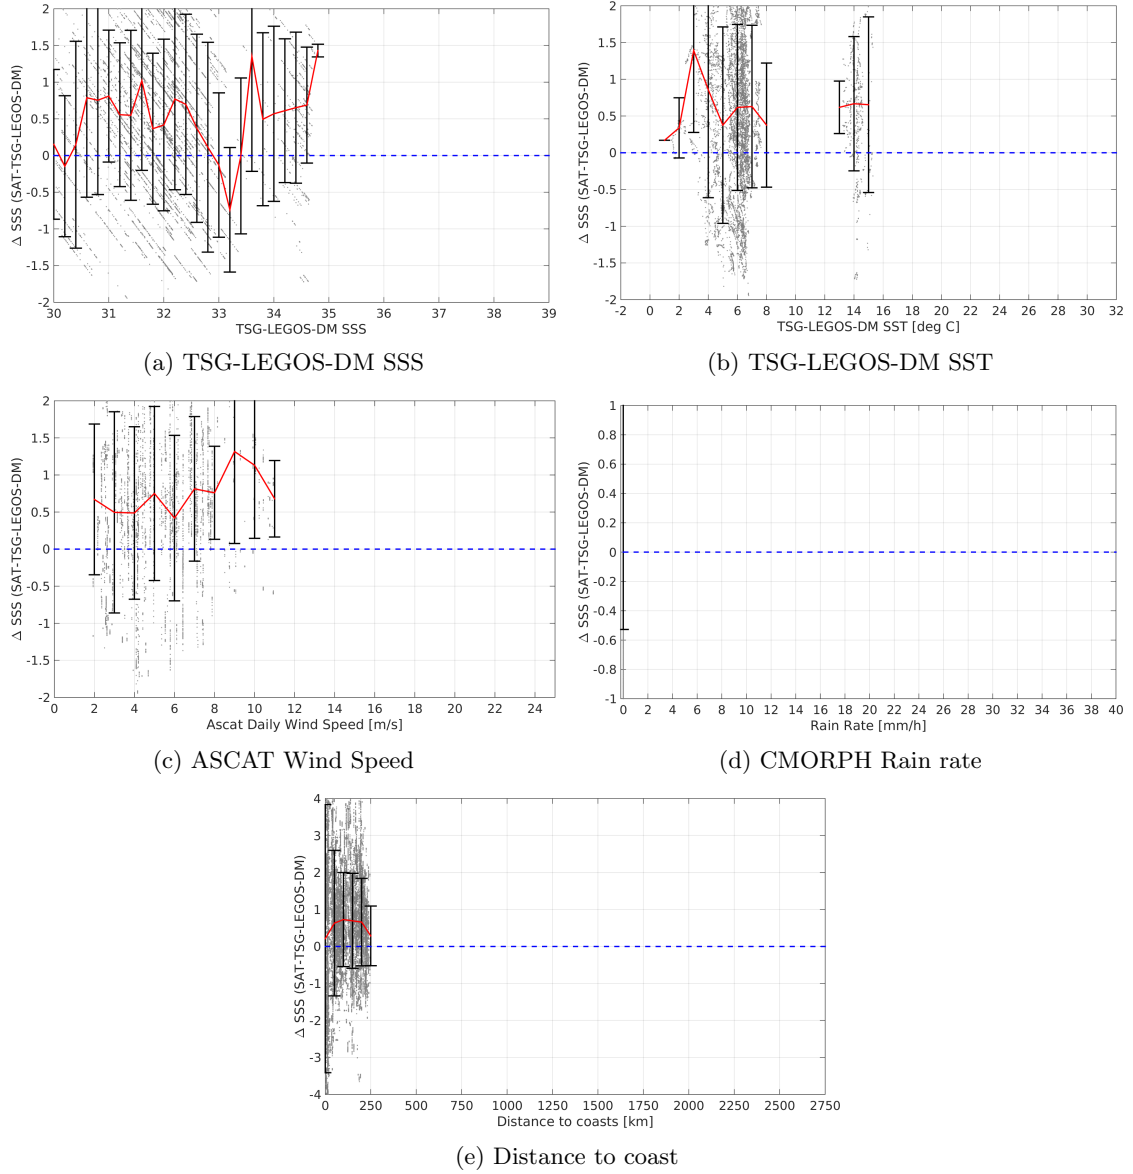 2
1.5
1
0.5
0
-0.5
-1
-1.5
-2
Δ SSS (SAT-TSG-LEGOS-DM)
30 31 32 33 34 35 36 37 38 39
TSG-LEGOS-DM SSS
(a) TSG-LEGOS-DM SSS
2
1.5
1
0.5
0
-0.5
-1
-1.5
-2
Δ SSS (SAT-TSG-LEGOS-DM)
-2 0 2 4 6 8 10 12 14 16 18 20 22 24 26 28 30 32
TSG-LEGOS-DM SST [deg C]
(b) TSG-LEGOS-DM SST
2
1.5
1
0.5
0
-0.5
-1
-1.5
-2
Δ SSS (SAT-TSG-LEGOS-DM)
0 2 4 6 8 10 12 14 16 18 20 22 24
Ascat Daily Wind Speed [m/s]
(c) ASCAT Wind Speed
1
0.8
0.6
0.4
0.2
0
-0.2
-0.4
-0.6
-0.8
-1
Δ SSS (SAT-TSG-LEGOS-DM)
0 2 4 6 8 10 12 14 16 18 20 22 24 26 28 30 32 34 36 38 40
Rain Rate [mm/h]
(d) CMORPH Rain rate
4
3
2
1
0
-1
-2
-3
-4
Δ SSS (SAT-TSG-LEGOS-DM)
0 250 500 750 1000 1250 1500 1750 2000 2250 2500 2750
Distance to coasts [km]
(e) Distance to coast